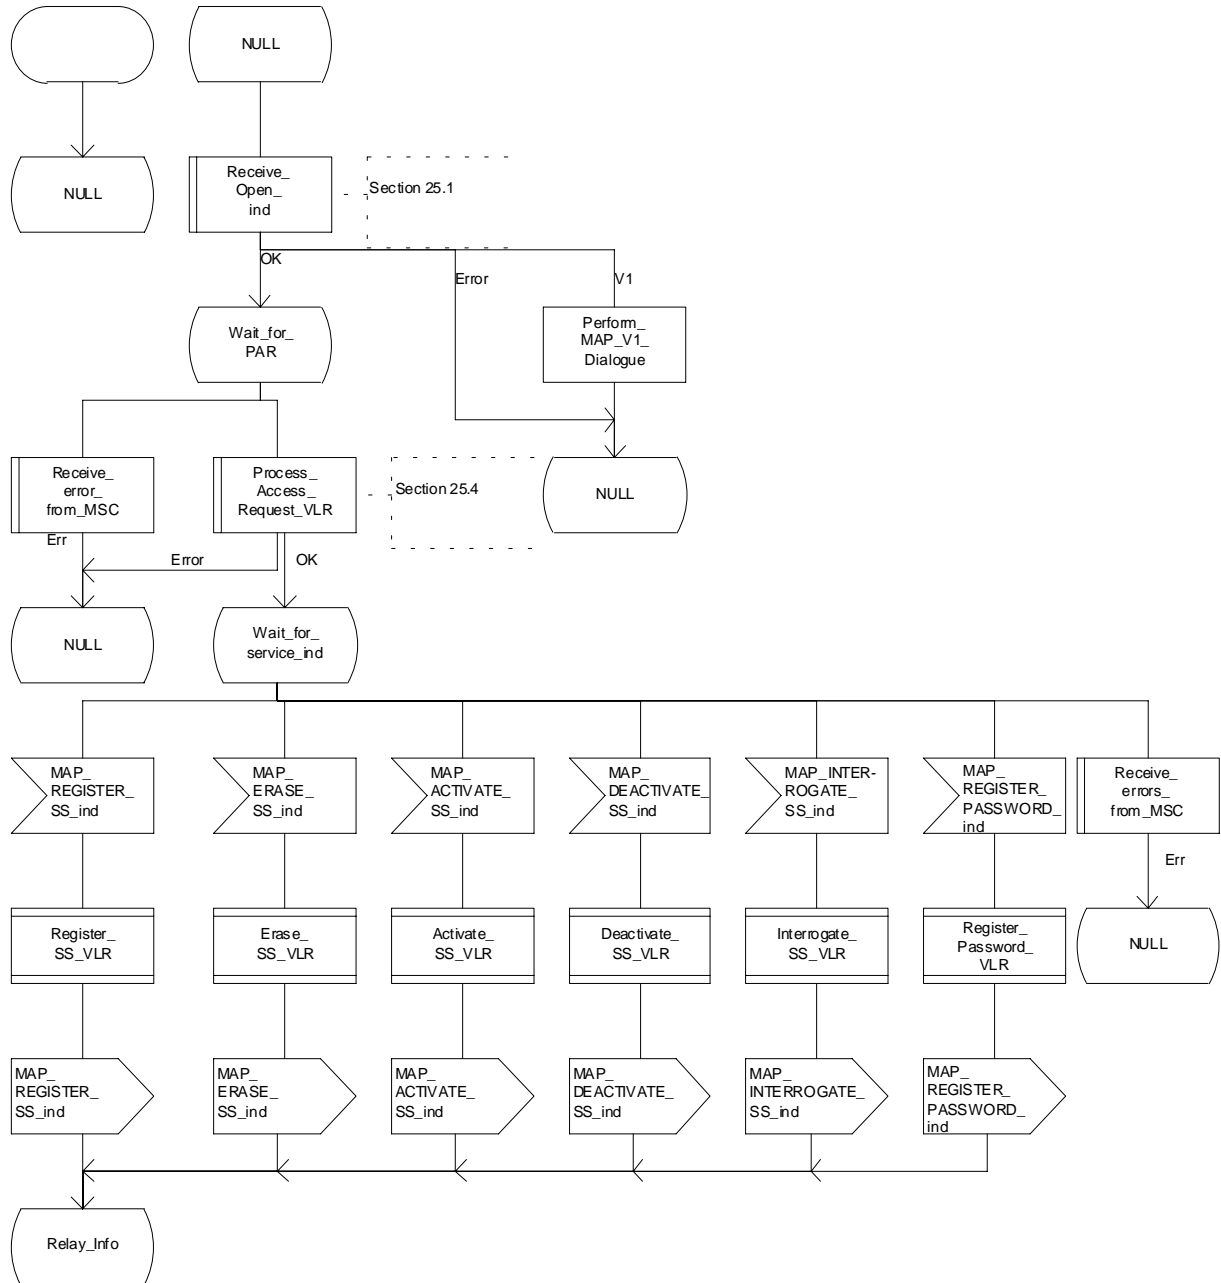 NULL
NULL
Receive_
Open_
ind
Section 25.1
OK
Error
V1
Wait_for_
PAR
Perform_
MAP_V1_
Dialogue
Receive_
error_
from_MSC
Process_
Access_
Request_VLR
Section 25.4
NULL
Err
Error
OK
NULL
Wait_for_
service_ind
MAP_
REGISTER_
SS_ind
MAP_
ERASE_
SS_ind
MAP_
ACTIVATE_
SS_ind
MAP_
DEACTIVATE_
SS_ind
MAP_INTER-
ROGATE_
SS_ind
MAP_
REGISTER_
PASSWORD_
ind
Receive_
errors_
from_MSC
Err
Register_
SS_VLR
Erase_
SS_VLR
Activate_
SS_VLR
Deactivate_
SS_VLR
Interrogate_
SS_VLR
Register_
Password_
VLR
NULL
MAP_
REGISTER_
SS_ind
MAP_
ERASE_
SS_ind
MAP_
ACTIVATE_
SS_ind
MAP_
DEACTIVATE_
SS_ind
MAP_
INTERROGATE_
SS_ind
MAP_
REGISTER_
PASSWORD_
ind
Relay_Info